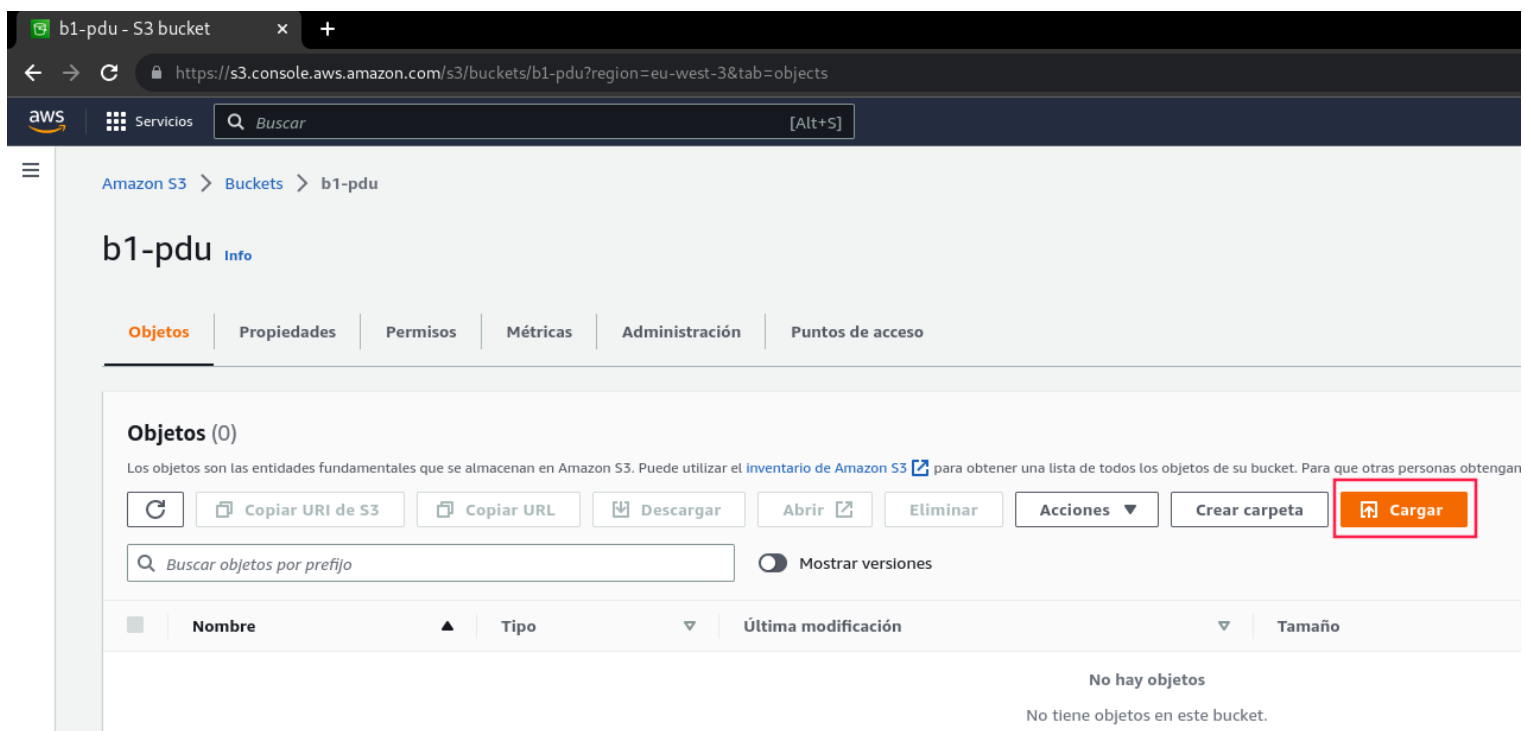 b1-pdu - S3 bucket
https://s3.console.aws.amazon.com/s3/buckets/b1-pdu?region=eu-west-3&tab=objects
aws Servicios Buscar [Alt+S]
Amazon S3 > Buckets > b1-pdu
b1-pdu Info
Objetos Propiedades Permisos Métricas Administración Puntos de acceso
Objetos (0)
Los objetos son las entidades fundamentales que se almacenan en Amazon S3. Puede utilizar el inventario de Amazon S3 para obtener una lista de todos los objetos de su bucket. Para que otras personas obtengan
Copiar URI de S3 Copiar URL Descargar Abrir Eliminar Acciones Crear carpeta Cargar
Buscar objetos por prefijo Mostrar versiones
Nombre Tipo Última modificación Tamaño
No hay objetos
No tiene objetos en este bucket.